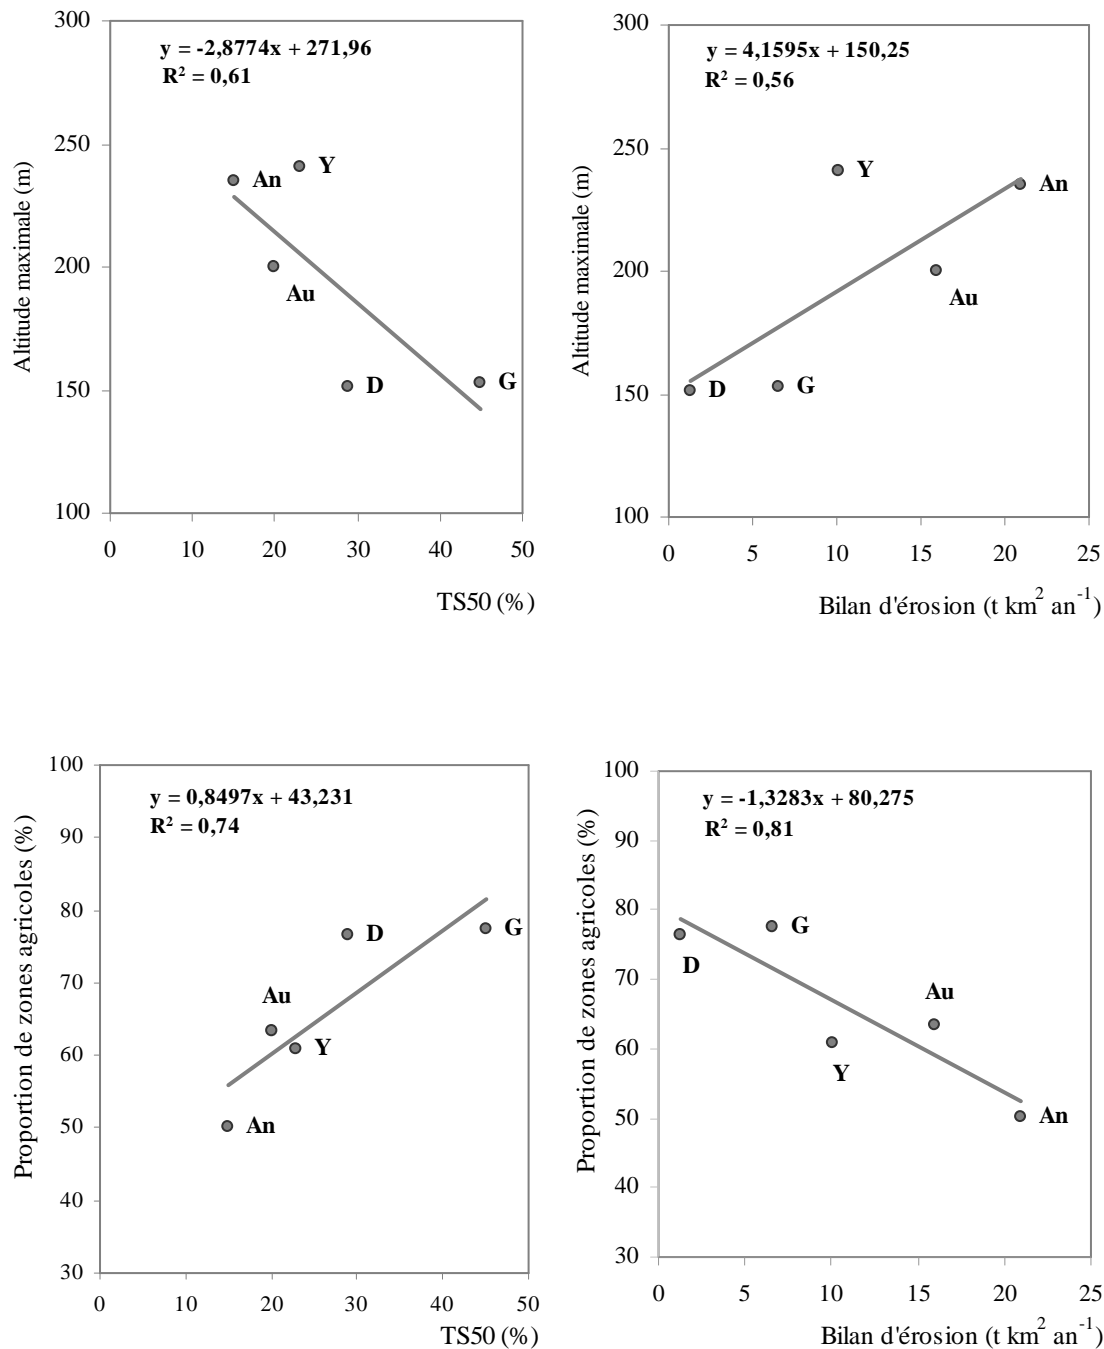 y = -2,8774x + 271,96
R² = 0,61
300
250
200
150
100
Altitude maximale (m)
An
Y
Au
D
G
0 10 20 30 40 50
TS50 (%)
y = 4,1595x + 150,25
R² = 0,56
300
250
200
150
100
Altitude maximale (m)
Y
An
Au
D
G
0 5 10 15 20 25
Bilan d'érosion (t km² an⁻¹)
y = 0,8497x + 43,231
R² = 0,74
100
90
80
70
60
50
40
30
Proportion de zones agricoles (%)
D
G
Au
Y
An
0 10 20 30 40 50
TS50 (%)
y = -1,3283x + 80,275
R² = 0,81
100
90
80
70
60
50
40
30
Proportion de zones agricoles (%)
G
D
Au
Y
An
0 5 10 15 20 25
Bilan d'érosion (t km² an⁻¹)